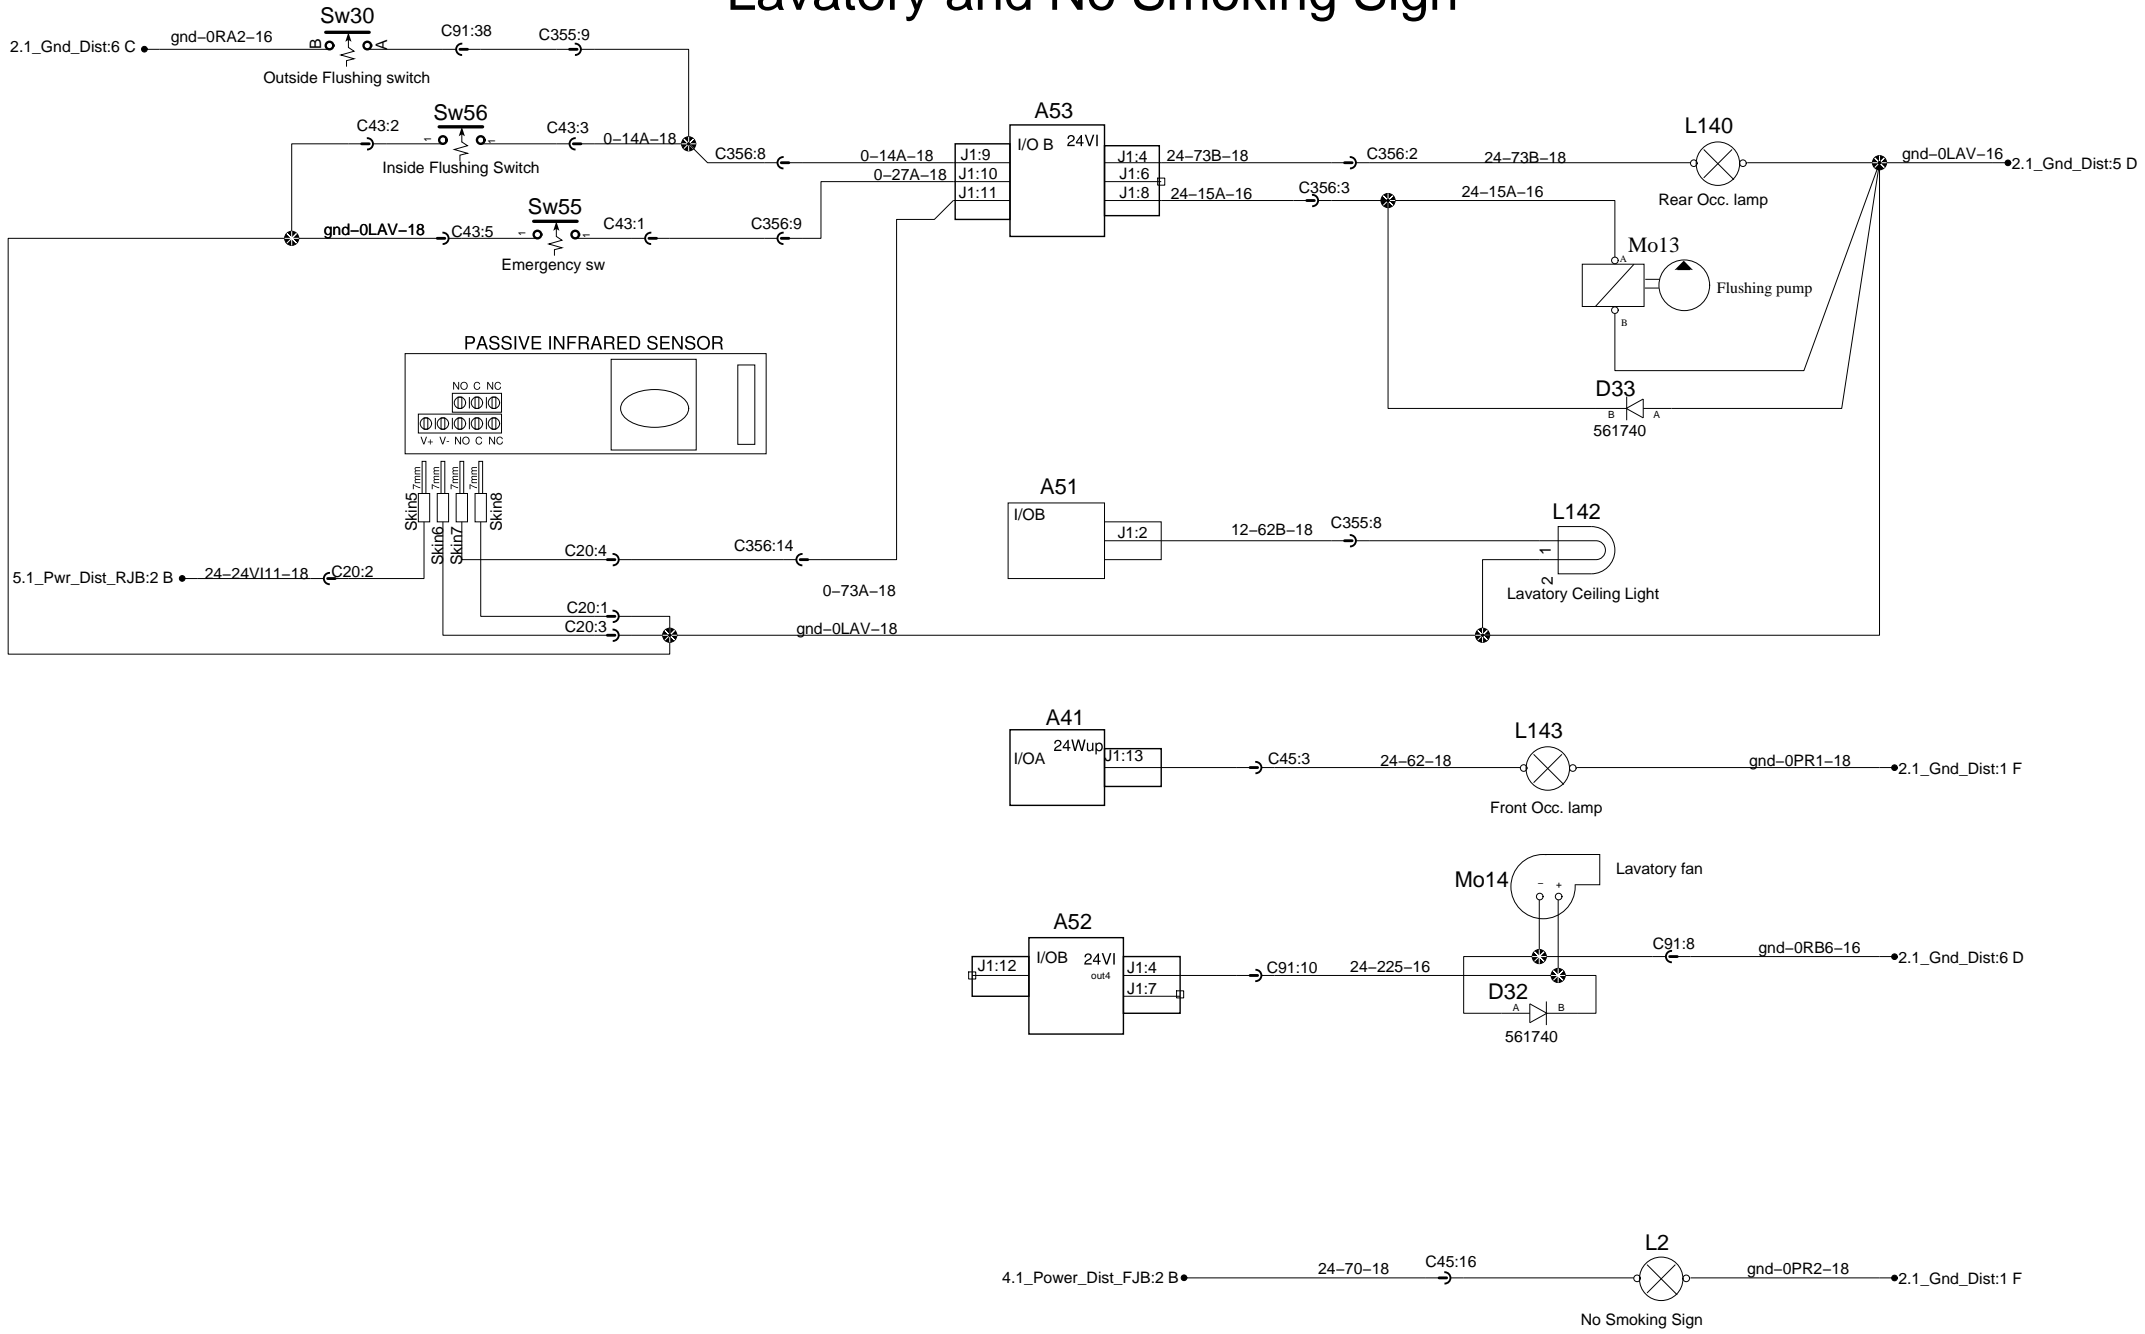 Lavatory and No Smoking Sign
Sw30
2.1_Gnd_Dist:6 C
gnd–0RA2–16
B
A
C91:38
C355:9
Outside Flushing switch
Sw56
C43:2
1
1
C43:3
0–14A–18
Inside Flushing Switch
C356:8
0–14A–18
0–27A–18
Sw55
gnd–0LAV–18
C43:5
1
1
C43:1
C356:9
Emergency sw
A53
I/O B
24VI
J1:9
J1:10
J1:11
J1:4
J1:6
J1:8
24–73B–18
C356:2
24–73B–18
L140
Rear Occ. lamp
gnd–0LAV–16
2.1_Gnd_Dist:5 D
24–15A–16
C356:3
24–15A–16
Mo13
A
B
Flushing pump
D33
B
A
561740
PASSIVE INFRARED SENSOR
NO C NC
V+ V- NO C NC
7mm
7mm
7mm
7mm
Skin5
Skin6
Skin7
Skin8
5.1_Pwr_Dist_RJB:2 B
24–24VI11–18
C20:2
C20:4
C356:14
0–73A–18
C20:1
C20:3
gnd–0LAV–18
A51
I/OB
J1:2
12–62B–18
C355:8
L142
1
2
Lavatory Ceiling Light
A41
24Wup
I/OA
J1:13
C45:3
24–62–18
L143
Front Occ. lamp
gnd–0PR1–18
2.1_Gnd_Dist:1 F
Mo14
– +
Lavatory fan
A52
J1:12
I/OB
24VI
out4
J1:4
J1:7
C91:10
24–225–16
C91:8
gnd–0RB6–16
2.1_Gnd_Dist:6 D
D32
A
B
561740
4.1_Power_Dist_FJB:2 B
24–70–18
C45:16
L2
No Smoking Sign
gnd–0PR2–18
2.1_Gnd_Dist:1 F